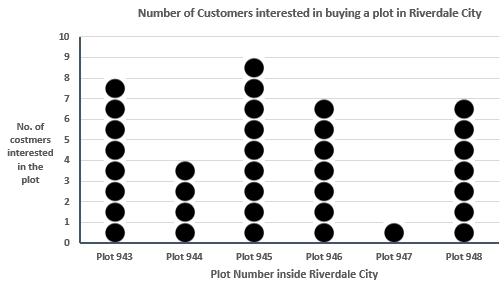 Number of Customers interested in buying a plot in Riverdale City
10
9
8
7
6
5
4
3
2
1
0
No. of
costmers
interested
in the
plot
Plot 943 Plot 944 Plot 945 Plot 946 Plot 947 Plot 948
Plot Number inside Riverdale City